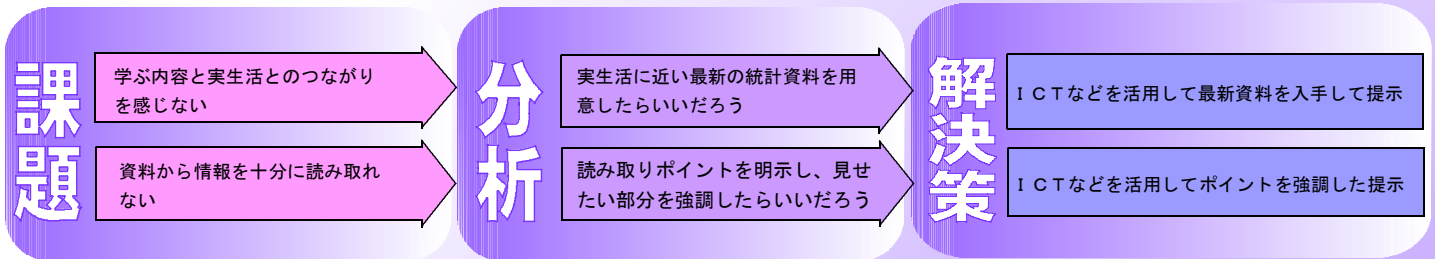 課題
学ぶ内容と実生活とのつながり
を感じない
資料から情報を十分に読み取れ
ない
分析
実生活に近い最新の統計資料を用
意したらいいだろう
読み取りポイントを明示し、見せ
たい部分を強調したらいいだろう
解決策
ＩＣＴなどを活用して最新資料を入手して提示
ＩＣＴなどを活用してポイントを強調した提示